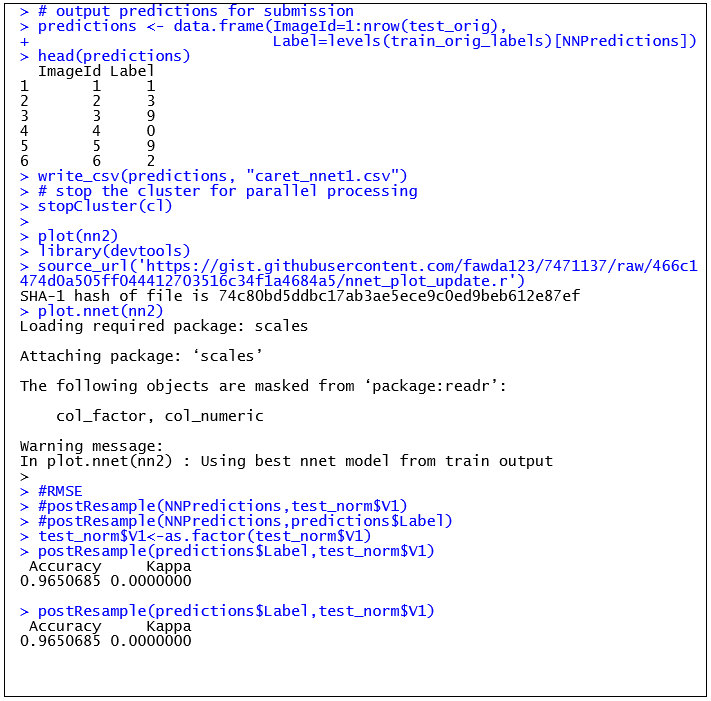 > # output predictions for submission
> predictions <- data.frame(ImageId=1:nrow(test_orig),
+                           Label=levels(train_orig_labels)[NNPredictions])
> head(predictions)
  ImageId Label
1       1     1
2       2     3
3       3     9
4       4     0
5       5     9
6       6     2
> write_csv(predictions, "caret_nnet1.csv")
> # stop the cluster for parallel processing
> stopCluster(cl)
>
> plot(nn2)
> library(devtools)
> source_url('https://gist.githubusercontent.com/fawda123/7471137/raw/466c1
474d0a505ff044412703516c34f1a4684a5/nnet_plot_update.r')
SHA-1 hash of file is 74c80bd5ddbc17ab3ae5ece9c0ed9beb612e87ef
> plot.nnet(nn2)
Loading required package: scales

Attaching package: ‘scales’

The following objects are masked from ‘package:readr’:

    col_factor, col_numeric

Warning message:
In plot.nnet(nn2) : Using best nnet model from train output
>
> #RMSE
> #postResample(NNPredictions,test_norm$V1)
> #postResample(NNPredictions,predictions$Label)
> test_norm$V1<-as.factor(test_norm$V1)
> postResample(predictions$Label,test_norm$V1)
 Accuracy     Kappa
0.9650685 0.0000000

> postResample(predictions$Label,test_norm$V1)
 Accuracy     Kappa
0.9650685 0.0000000